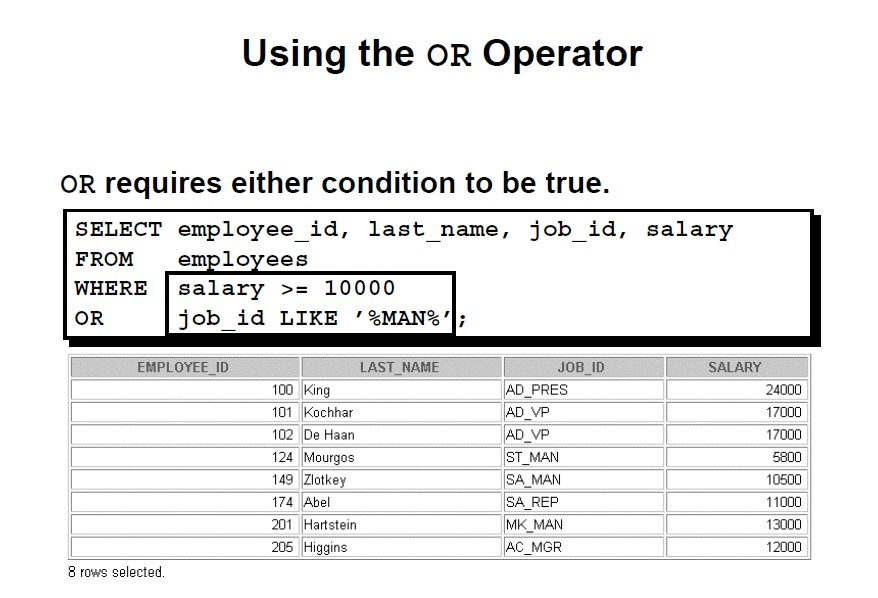 Using the OR Operator
OR requires either condition to be true.
SELECT employee_id, last_name, job_id, salary
FROM employees
WHERE salary >= 10000
OR job_id LIKE '%MAN%';
EMPLOYEE_ID LAST_NAME JOB_ID SALARY
100 King AD_PRES 24000
101 Kochhar AD_VP 17000
102 De Haan AD_VP 17000
124 Mourgos ST_MAN 5800
149 Zlotkey SA_MAN 10500
174 Abel SA_REP 11000
201 Hartstein MK_MAN 13000
205 Higgins AC_MGR 12000
8 rows selected.